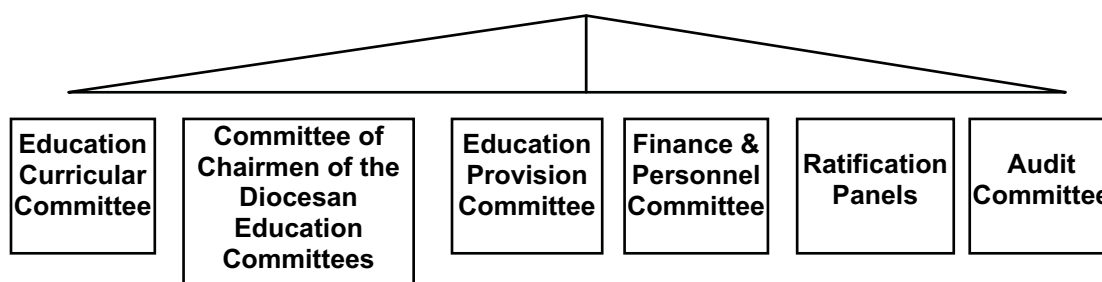 Education
Curricular
Committee
Committee of
Chairmen of the
Diocesan
Education
Committees
Education
Provision
Committee
Finance &
Personnel
Committee
Ratification
Panels
Audit
Committee